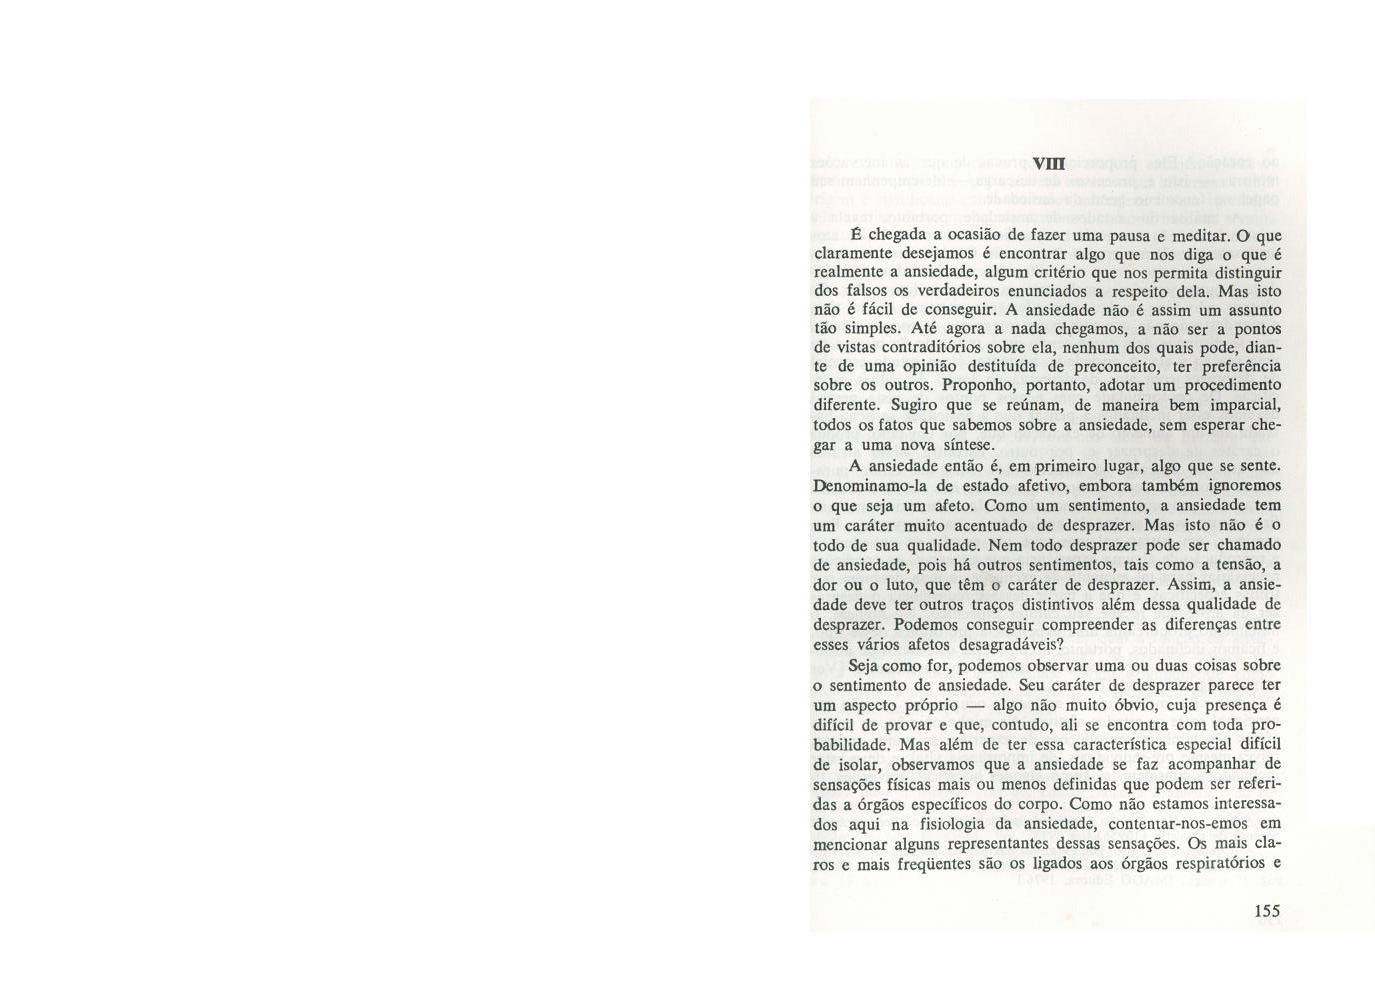 VIII
É chegada a ocasião de fazer uma pausa e meditar. O que
claramente desejamos é encontrar algo que nos diga o que é
realmente a ansiedade, algum critério que nos permita distinguir
dos falsos os verdadeiros enunciados a respeito dela. Mas isto
não é fácil de conseguir. A ansiedade não é assim um assunto
tão simples. Até agora a nada chegamos, a não ser a pontos
de vistas contraditórios sobre ela, nenhum dos quais pode, dian-
te de uma opinião destituída de preconceito, ter preferência
sobre os outros. Proponho, portanto, adotar um procedimento
diferente. Sugiro que se reúnam, de maneira bem imparcial,
todos os fatos que sabemos sobre a ansiedade, sem esperar che-
gar a uma nova síntese.
A ansiedade então é, em primeiro lugar, algo que se sente.
Denominamo-la de estado afetivo, embora também ignoremos
o que seja um afeto. Como um sentimento, a ansiedade tem
um caráter muito acentuado de desprazer. Mas isto não é o
todo de sua qualidade. Nem todo desprazer pode ser chamado
de ansiedade, pois há outros sentimentos, tais como a tensão, a
dor ou o luto, que têm o caráter de desprazer. Assim, a ansie-
dade deve ter outros traços distintivos além dessa qualidade de
desprazer. Podemos conseguir compreender as diferenças entre
esses vários afetos desagradáveis?
Seja como for, podemos observar uma ou duas coisas sobre
o sentimento de ansiedade. Seu caráter de desprazer parece ter
um aspecto próprio — algo não muito óbvio, cuja presença é
difícil de provar e que, contudo, ali se encontra com toda pro-
babilidade. Mas além de ter essa característica especial difícil
de isolar, observamos que a ansiedade se faz acompanhar de
sensações físicas mais ou menos definidas que podem ser referi-
das a órgãos específicos do corpo. Como não estamos interessa-
dos aqui na fisiologia da ansiedade, contentar-nos-emos em
mencionar alguns representantes dessas sensações. Os mais cla-
ros e mais freqüentes são os ligados aos órgãos respiratórios e
155